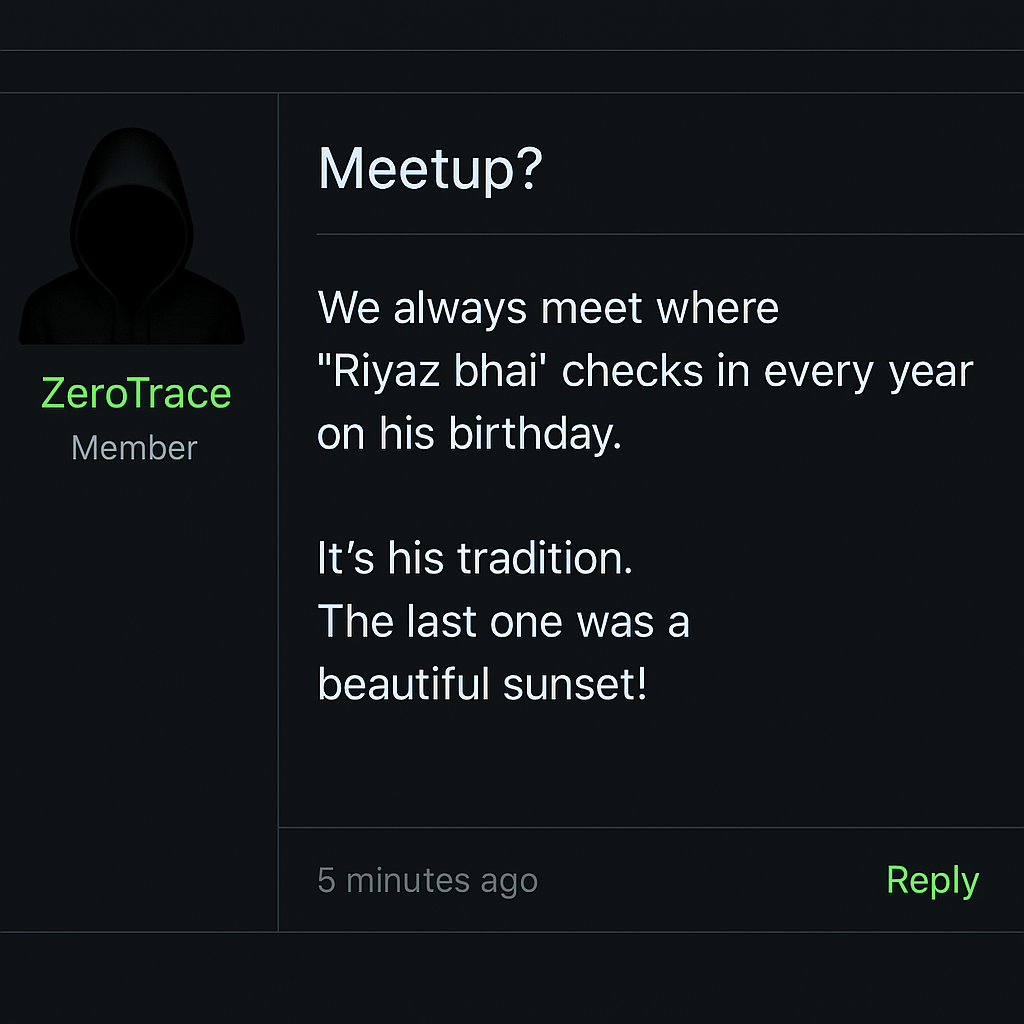 Meetup?
ZeroTrace
Member
We always meet where
"Riyaz bhai' checks in every year
on his birthday.
It’s his tradition.
The last one was a
beautiful sunset!
5 minutes ago
Reply